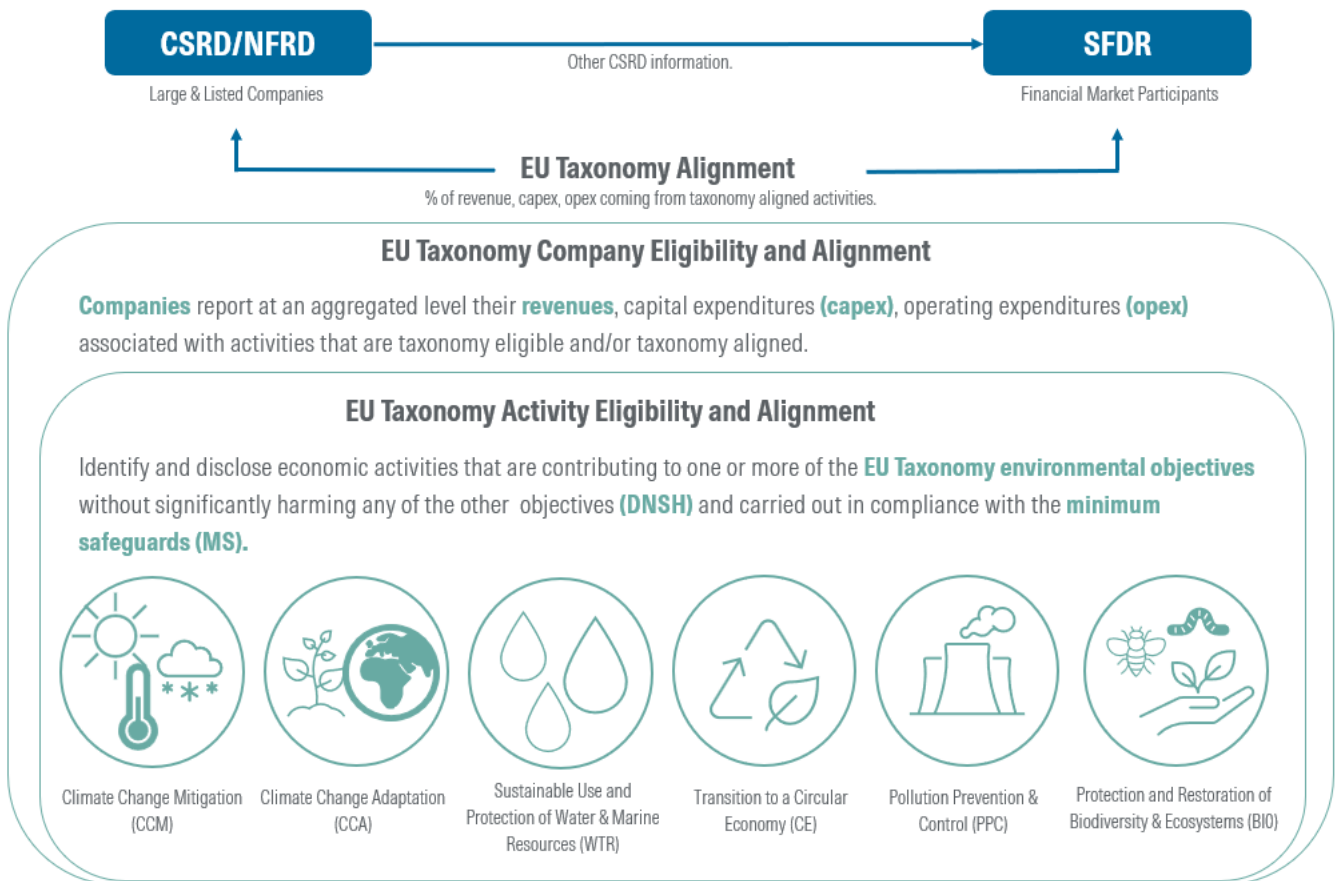 CSRD/NFRD
SFDR
Other CSRD information.
Large & Listed Companies
Financial Market Participants
EU Taxonomy Alignment
% of revenue, capex, opex coming from taxonomy aligned activities.
EU Taxonomy Company Eligibility and Alignment
Companies report at an aggregated level their revenues, capital expenditures (capex), operating expenditures (opex)
associated with activities that are taxonomy eligible and/or taxonomy aligned.
EU Taxonomy Activity Eligibility and Alignment
Identify and disclose economic activities that are contributing to one or more of the EU Taxonomy environmental objectives
without significantly harming any of the other objectives (DNSH) and carried out in compliance with the minimum
safeguards (MS).
Climate Change Mitigation
(CCM)
Climate Change Adaptation
(CCA)
Sustainable Use and
Protection of Water & Marine
Resources (WTR)
Transition to a Circular
Economy (CE)
Pollution Prevention &
Control (PPC)
Protection and Restoration of
Biodiversity & Ecosystems (BIO)